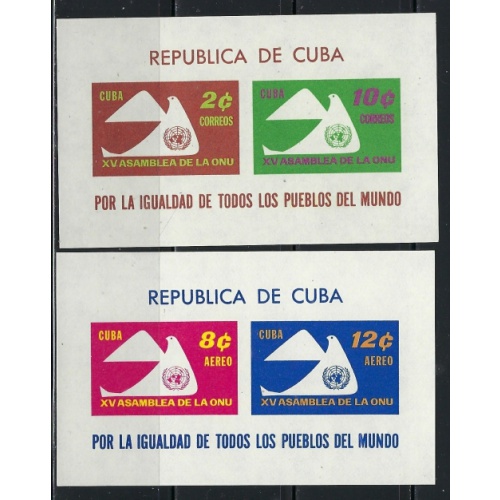 REPUBLICA DE CUBA
CUBA
2¢
CORREOS
XV ASAMBLEA DE LA ONU
CUBA
10¢
CORREOS
XV ASAMBLEA DE LA ONU
POR LA IGUALDAD DE TODOS LOS PUEBLOS DEL MUNDO
REPUBLICA DE CUBA
CUBA
8¢
AEREO
XV ASAMBLEA DE LA ONU
CUBA
12¢
AEREO
XV ASAMBLEA DE LA ONU
POR LA IGUALDAD DE TODOS LOS PUEBLOS DEL MUNDO